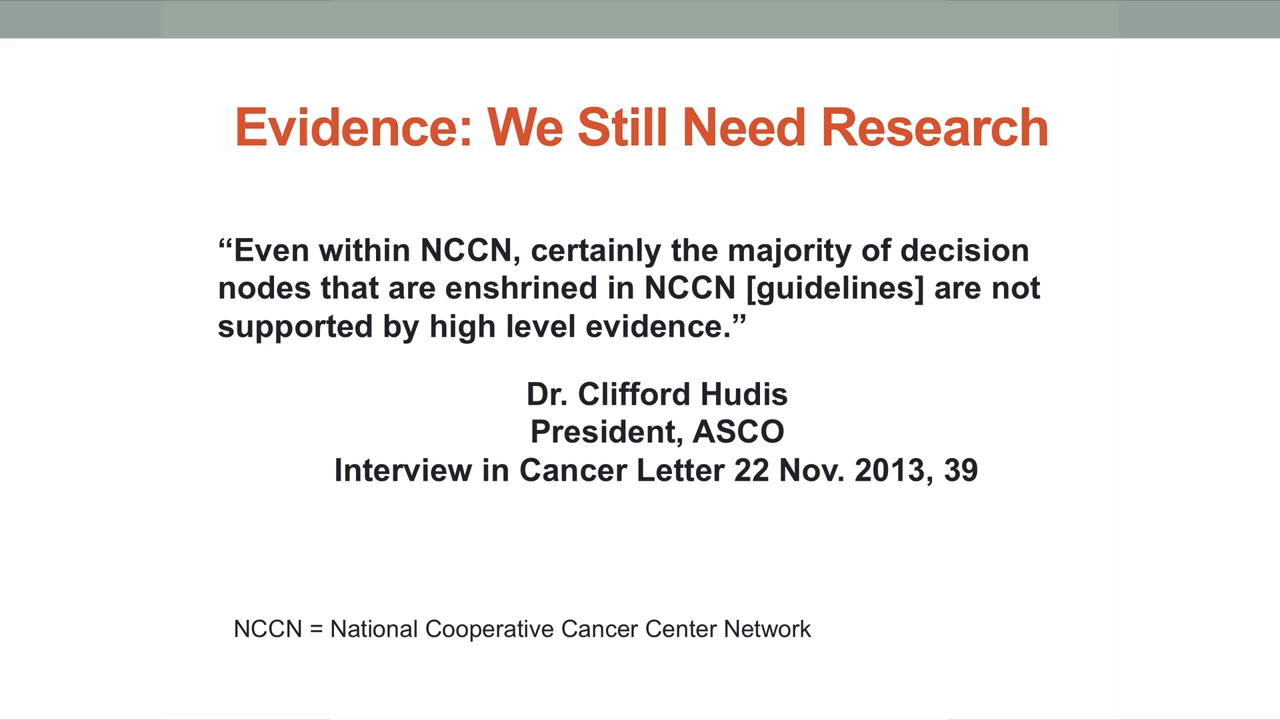 Evidence: We Still Need Research
“Even within NCCN, certainly the majority of decision
nodes that are enshrined in NCCN [guidelines] are not
supported by high level evidence.”
Dr. Clifford Hudis
President, ASCO
Interview in Cancer Letter 22 Nov. 2013, 39
NCCN = National Cooperative Cancer Center Network